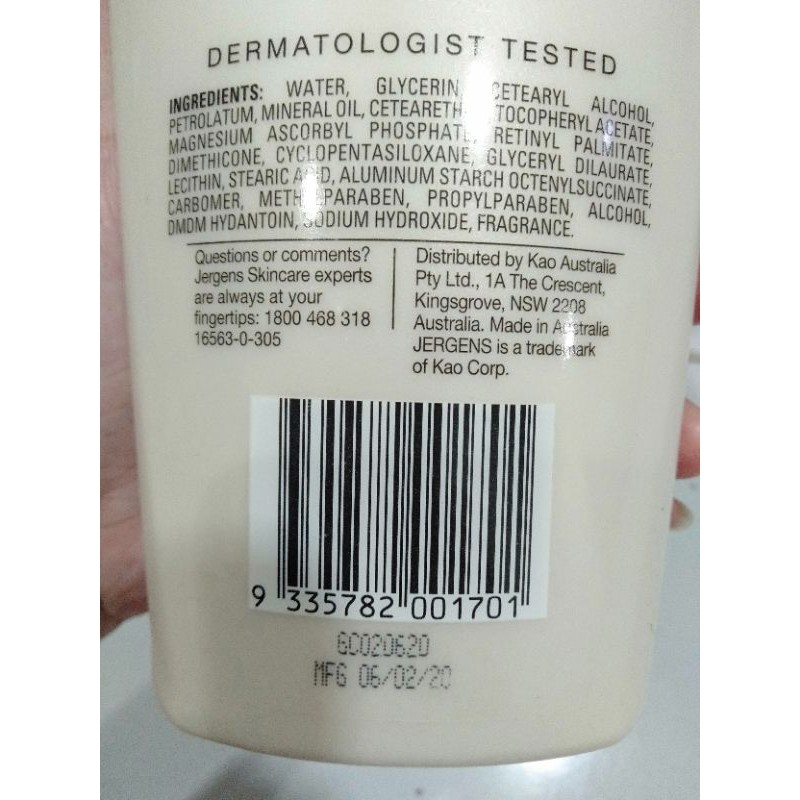 DERMATOLOGIST TESTED
INGREDIENTS: WATER, GLYCERIN, CETEARYL ALCOHOL,
PETROLATUM, MINERAL OIL, CETEARETH TOCOPHERYL ACETATE,
MAGNESIUM ASCORBYL PHOSPHATE, RETINYL PALMITATE,
DIMETHICONE, CYCLOPENTASILOXANE, GLYCERYL DILAURATE,
LECITHIN, STEARIC ACID, ALUMINUM STARCH OCTENYLSUCCINATE,
CARBOMER, METHYLPARABEN, PROPYLPARABEN, ALCOHOL,
DMDM HYDANTOIN, SODIUM HYDROXIDE, FRAGRANCE.
Questions or comments?
Jergens Skincare experts
are always at your
fingertips: 1800 468 318
16563-0-305
Distributed by Kao Australia
Pty Ltd., 1A The Crescent,
Kingsgrove, NSW 2208
Australia. Made in Australia
JERGENS is a trademark
of Kao Corp.
9 335782 001701
GC020620
MFG 06/02/20